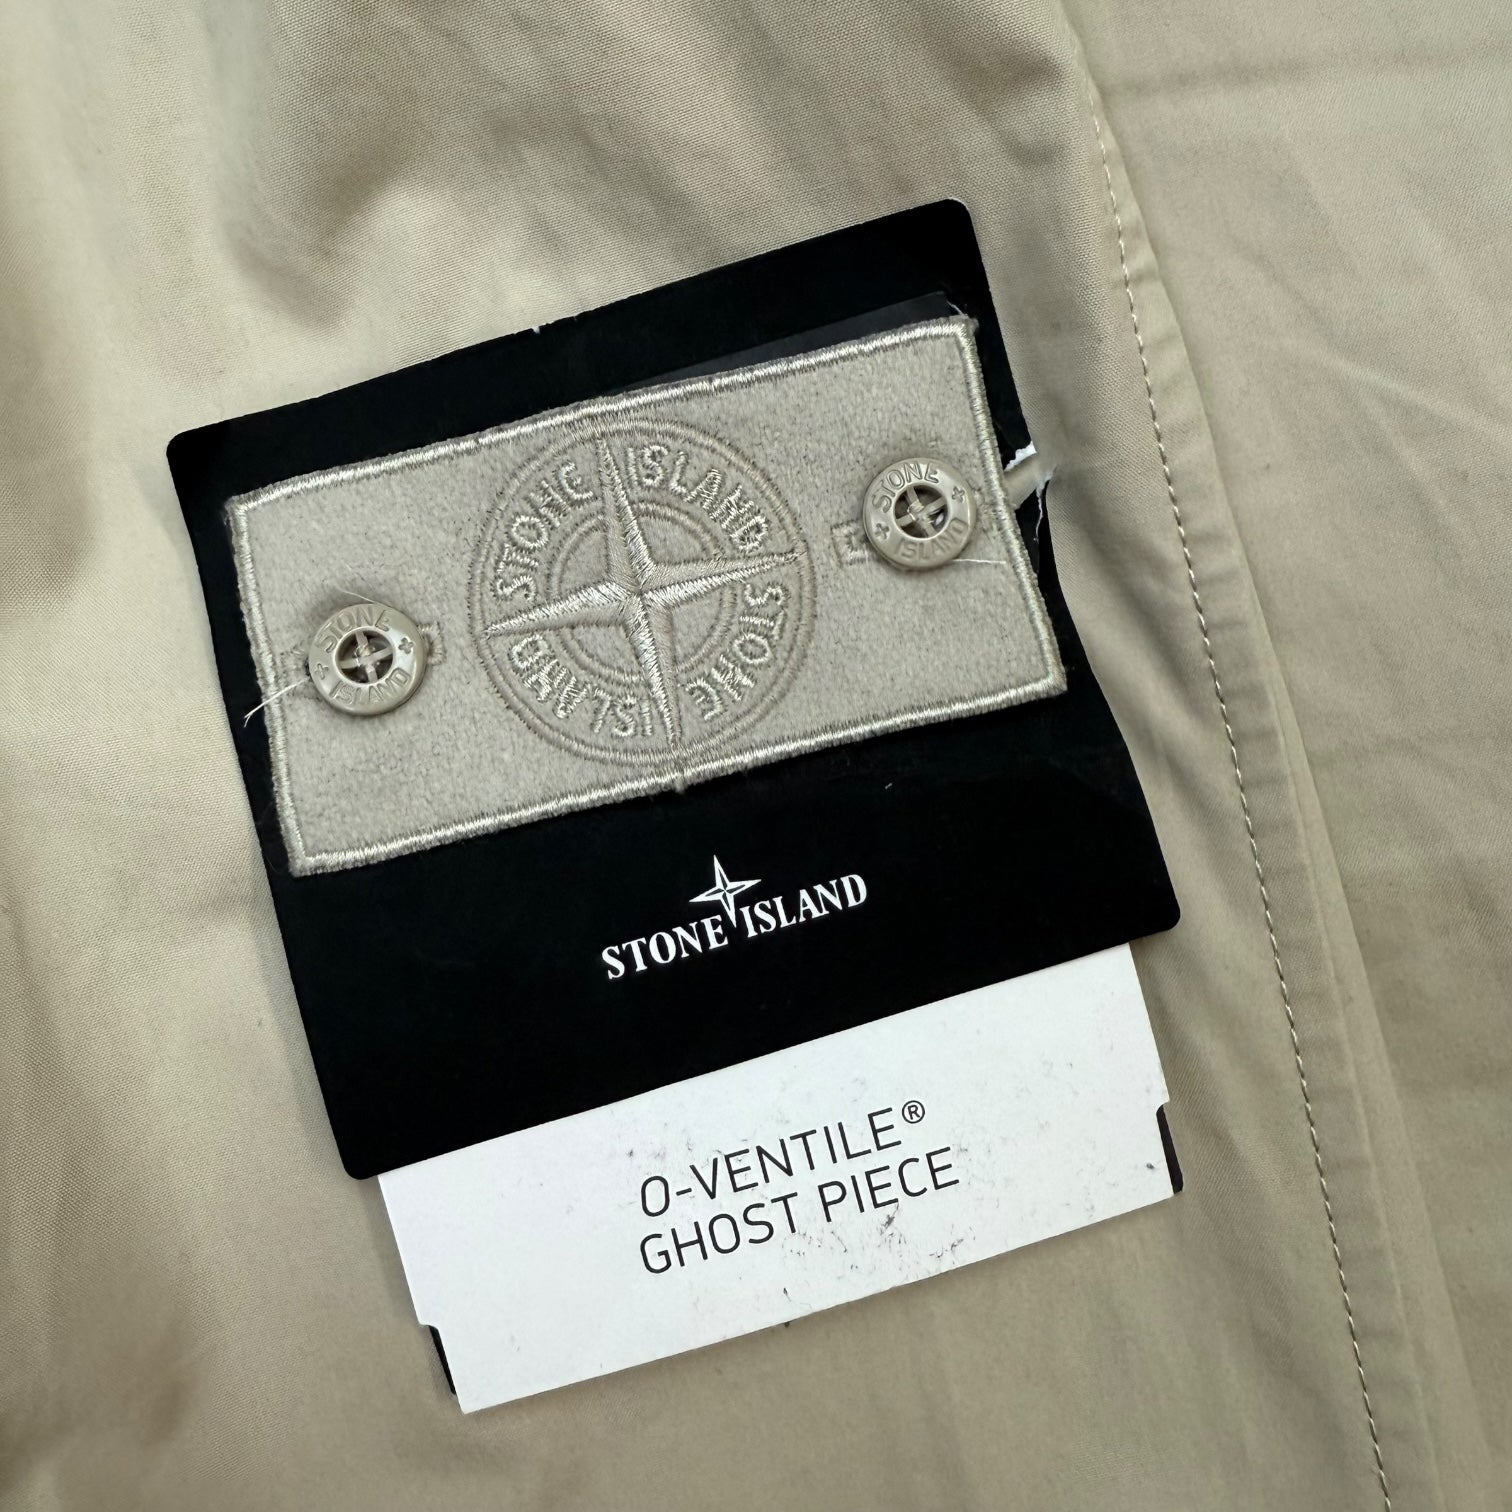 STONE ISLAND
STONE ISLAND
STONE ISLAND
STONE ISLAND
STONE ISLAND
O-VENTILE®
GHOST PIECE